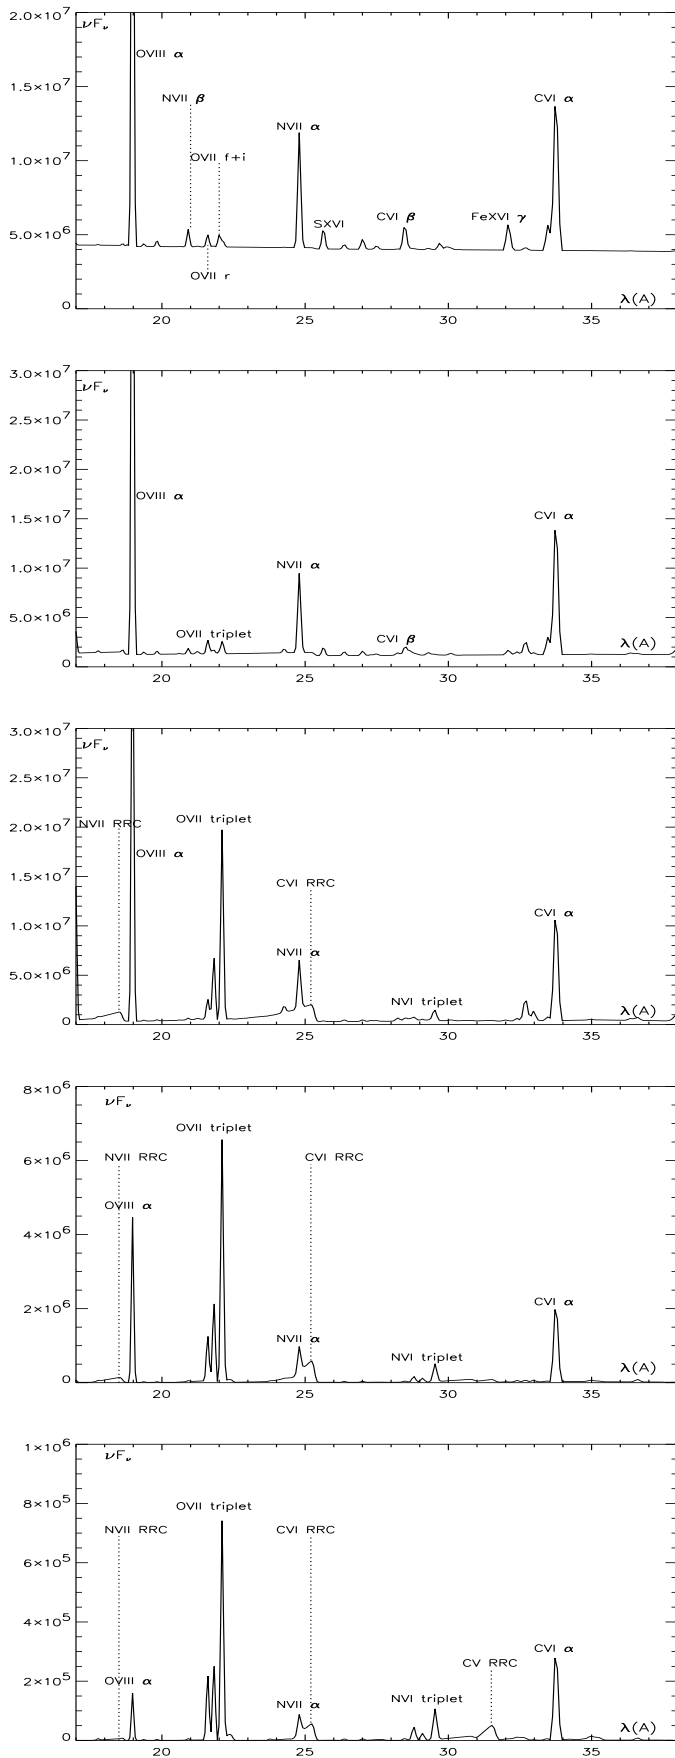 2.0×10⁷
νFᵥ
OVIII α
1.5×10⁷
NVII β
CVI α
NVII α
1.0×10⁷
OVII f+i
SXVI
CVI β
FeXVI γ
5.0×10⁶
OVII r
λ(A)
0
20 25 30 35
3.0×10⁷
νFᵥ
2.5×10⁷
2.0×10⁷
OVIII α
1.5×10⁷
CVI α
NVII α
1.0×10⁷
OVII triplet
CVI β
5.0×10⁶
λ(A)
0
20 25 30 35
3.0×10⁷
νFᵥ
2.5×10⁷
2.0×10⁷
NVII RRC
OVII triplet
OVIII α
1.5×10⁷
CVI RRC
1.0×10⁷
CVI α
NVII α
5.0×10⁶
NVI triplet
λ(A)
0
20 25 30 35
8×10⁶
νFᵥ
OVII triplet
6×10⁶
NVII RRC
CVI RRC
OVIII α
4×10⁶
2×10⁶
CVI α
NVII α
NVI triplet
λ(A)
0
20 25 30 35
1×10⁶
νFᵥ
8×10⁵
OVII triplet
NVII RRC
CVI RRC
6×10⁵
4×10⁵
CV RRC
CVI α
2×10⁵
OVIII α
NVII α
NVI triplet
λ(A)
0
20 25 30 35